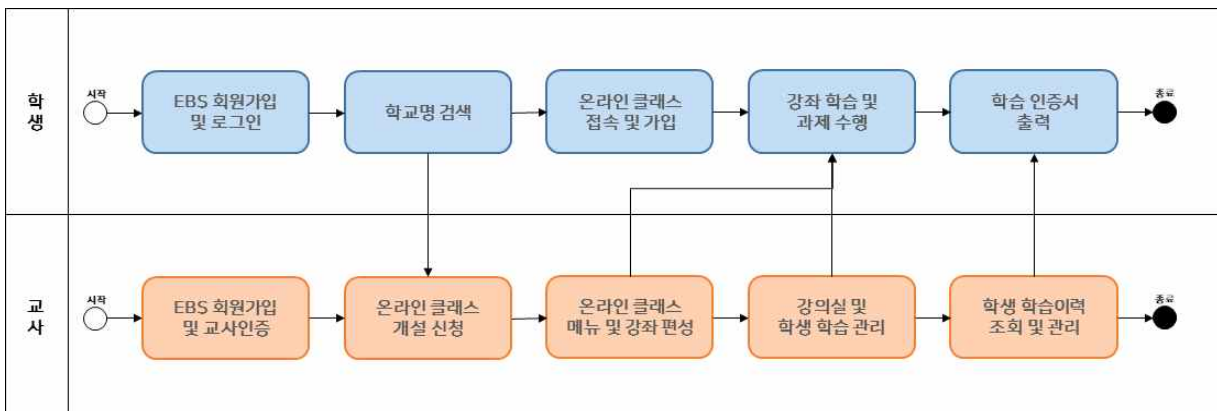 학
생
시작
EBS 회원가입
및 로그인
학교명 검색
온라인 클래스
접속 및 가입
강좌 학습 및
과제 수행
학습 인증서
출력
종료
교
사
시작
EBS 회원가입
및 교사인증
온라인 클래스
개설 신청
온라인 클래스
메뉴 및 강좌 편성
강의실 및
학생 학습 관리
학생 학습이력
조회 및 관리
종료